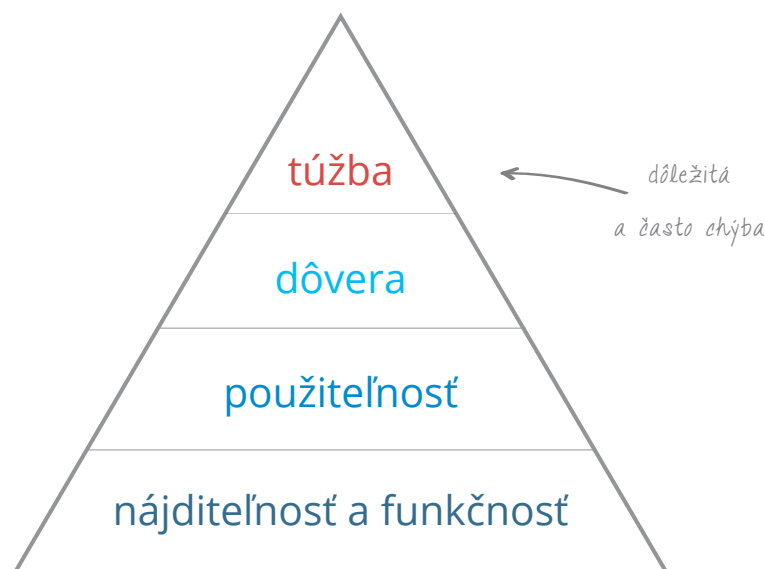 túžba
dôležitá
a často chýba
dôvera
použiteľnosť
nájditeľnosť a funkčnosť